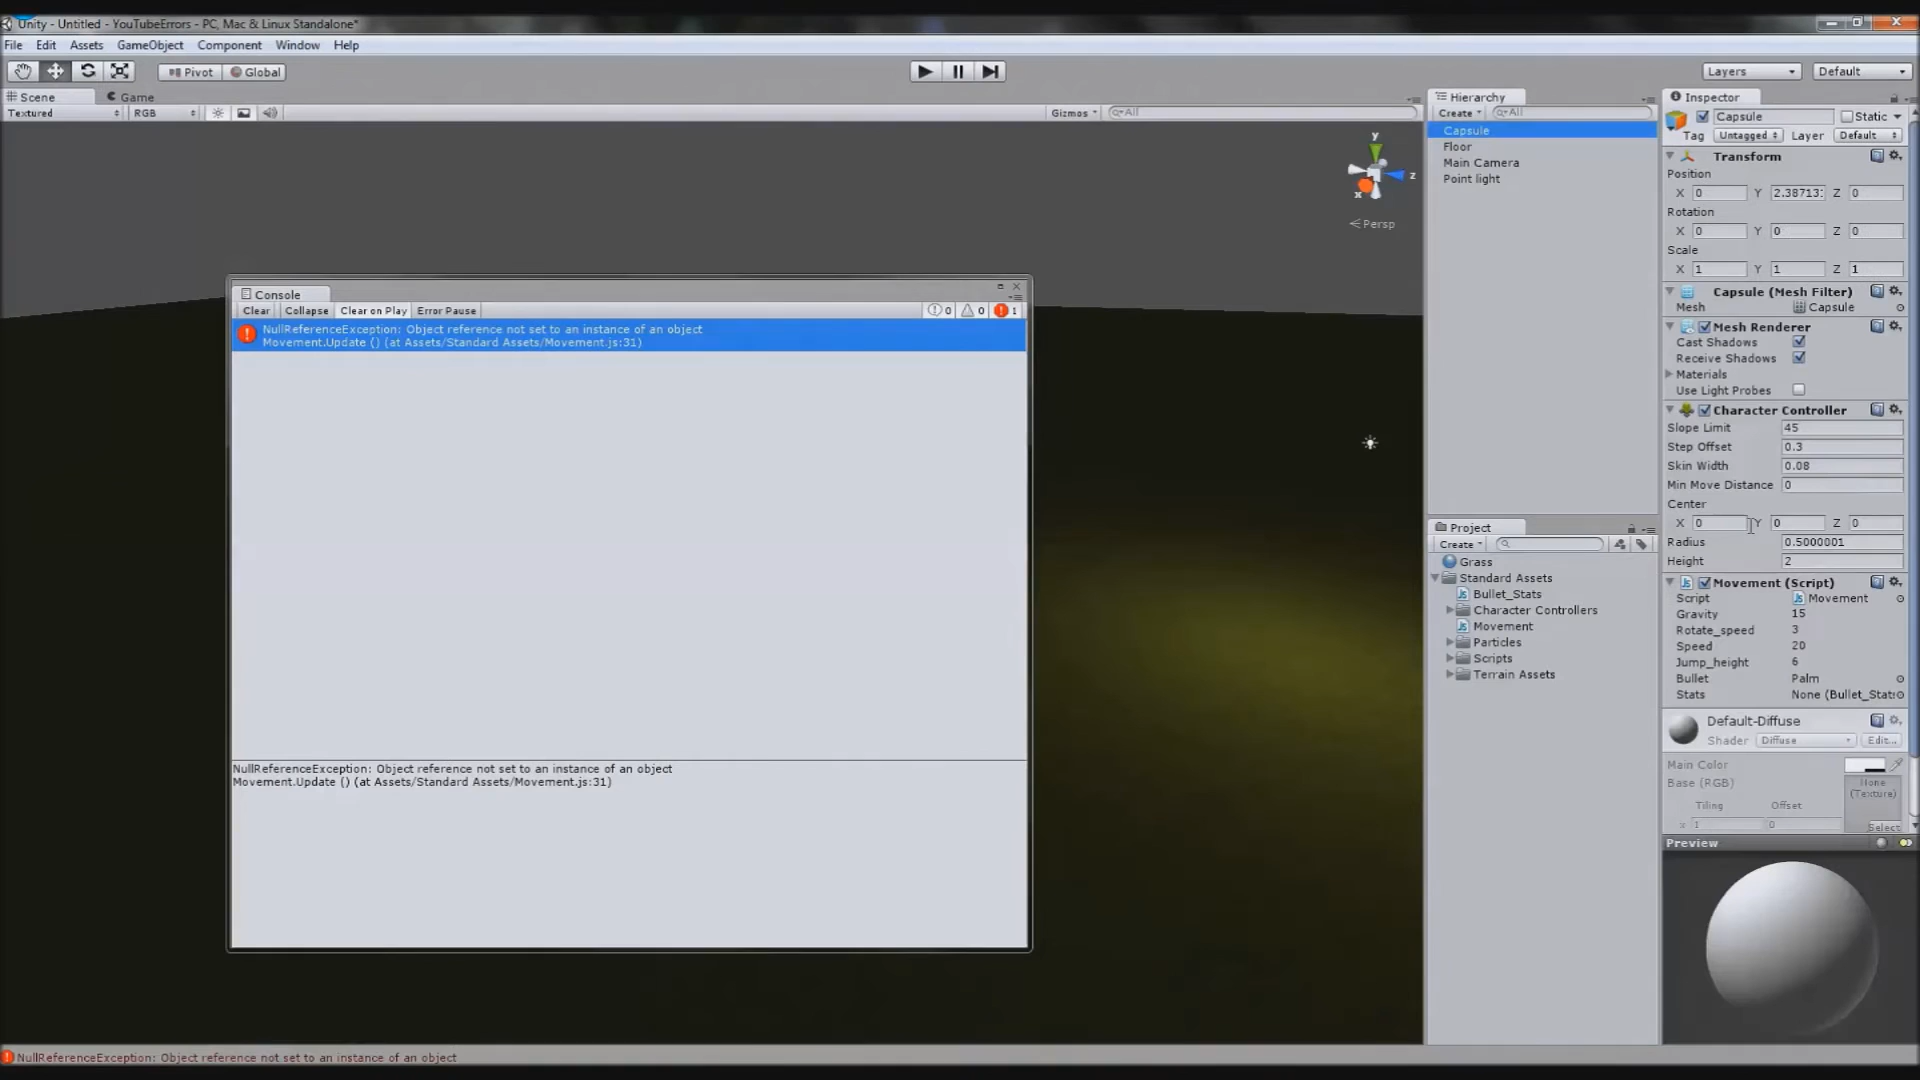 Unity - Untitled - YouTubeErrors - PC, Mac & Linux Standalone*
File Edit Assets GameObject Component Window Help
Pivot Global Layers Default
Scene Game
Textured RGB Gizmos All
y
z
x
Persp
Console
Clear Collapse Clear on Play Error Pause 0 0 1
NullReferenceException: Object reference not set to an instance of an object
Movement.Update () (at Assets/Standard Assets/Movement.js:31)
NullReferenceException: Object reference not set to an instance of an object
Movement.Update () (at Assets/Standard Assets/Movement.js:31)
Hierarchy
Create All
Capsule
Floor
Main Camera
Point light
Project
Create
Grass
Standard Assets
Bullet_Stats
Character Controllers
Movement
Particles
Scripts
Terrain Assets
Inspector
Capsule Static
Tag Untagged Layer Default
Transform
Position
X 0 Y 2.38713 Z 0
Rotation
X 0 Y 0 Z 0
Scale
X 1 Y 1 Z 1
Capsule (Mesh Filter)
Mesh Capsule
Mesh Renderer
Cast Shadows
Receive Shadows
Materials
Use Light Probes
Character Controller
Slope Limit 45
Step Offset 0.3
Skin Width 0.08
Min Move Distance 0
Center
X 0 Y 0 Z 0
Radius 0.5000001
Height 2
Movement (Script)
Script Movement
Gravity 15
Rotate_speed 3
Speed 20
Jump_height 6
Bullet Palm
Stats None (Bullet_Stats
Default-Diffuse
Shader Diffuse Edit...
Main Color
Base (RGB) None
(Texture)
Tiling Offset
x 1 0 Select
Preview
NullReferenceException: Object reference not set to an instance of an object